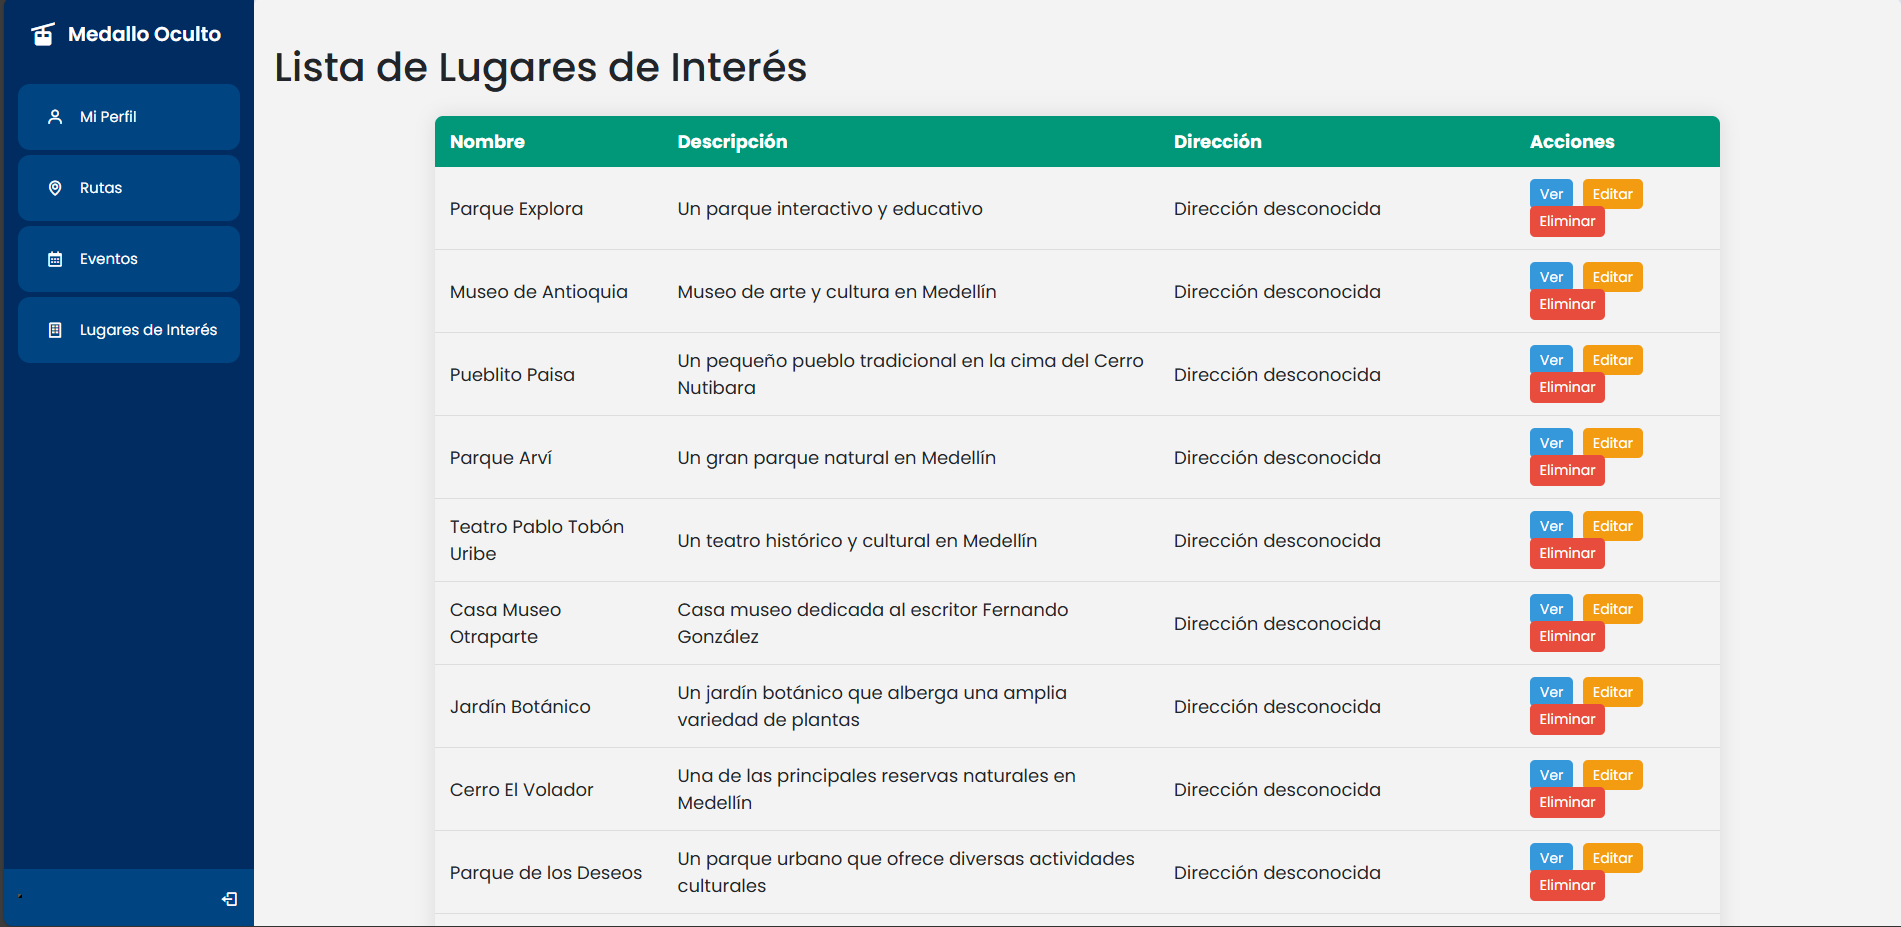 Medallo Oculto
Mi Perfil
Rutas
Eventos
Lugares de Interés
Lista de Lugares de Interés
Nombre Descripción Dirección Acciones
Parque Explora Un parque interactivo y educativo Dirección desconocida Ver Editar
Eliminar
Museo de Antioquia Museo de arte y cultura en Medellín Dirección desconocida Ver Editar
Eliminar
Pueblito Paisa Un pequeño pueblo tradicional en la cima del Cerro
Nutibara Dirección desconocida Ver Editar
Eliminar
Parque Arví Un gran parque natural en Medellín Dirección desconocida Ver Editar
Eliminar
Teatro Pablo Tobón
Uribe Un teatro histórico y cultural en Medellín Dirección desconocida Ver Editar
Eliminar
Casa Museo
Otraparte Casa museo dedicada al escritor Fernando
González Dirección desconocida Ver Editar
Eliminar
Jardín Botánico Un jardín botánico que alberga una amplia
variedad de plantas Dirección desconocida Ver Editar
Eliminar
Cerro El Volador Una de las principales reservas naturales en
Medellín Dirección desconocida Ver Editar
Eliminar
Parque de los Deseos Un parque urbano que ofrece diversas actividades
culturales Dirección desconocida Ver Editar
Eliminar